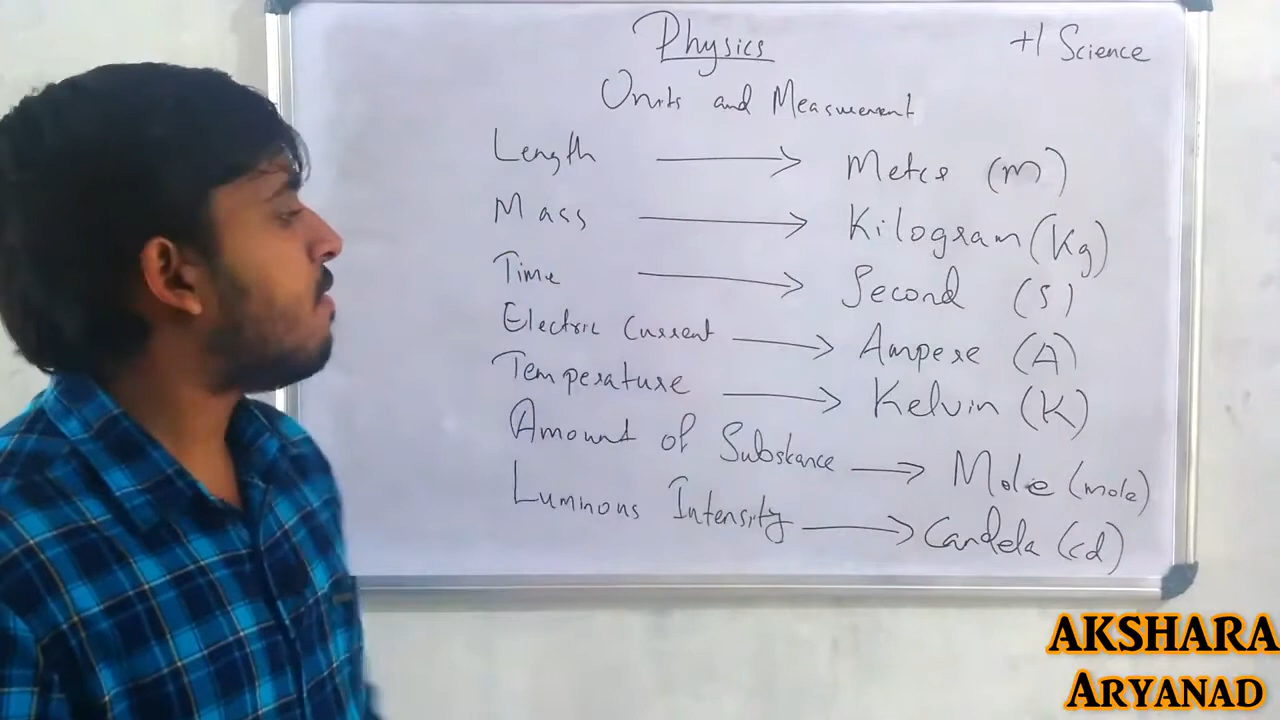 Physics
+1 Science
Units and Measurement
Length → Metre (m)
Mass → Kilogram (Kg)
Time → Second (s)
Electric Current → Ampere (A)
Temperature → Kelvin (K)
Amount of Substance → Mole (mole)
Luminous Intensity → Candela (cd)
AKSHARA
ARYANAD